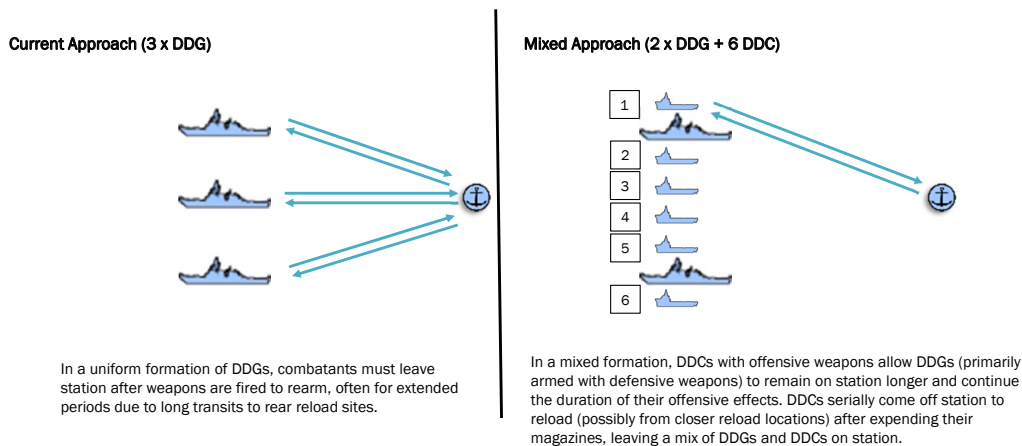 Current Approach (3 x DDG)
In a uniform formation of DDGs, combatants must leave
station after weapons are fired to rearm, often for extended
periods due to long transits to rear reload sites.
Mixed Approach (2 x DDG + 6 DDC)
1
2
3
4
5
6
In a mixed formation, DDCs with offensive weapons allow DDGs (primarily
armed with defensive weapons) to remain on station longer and continue
the duration of their offensive effects. DDCs serially come off station to
reload (possibly from closer reload locations) after expending their
magazines, leaving a mix of DDGs and DDCs on station.